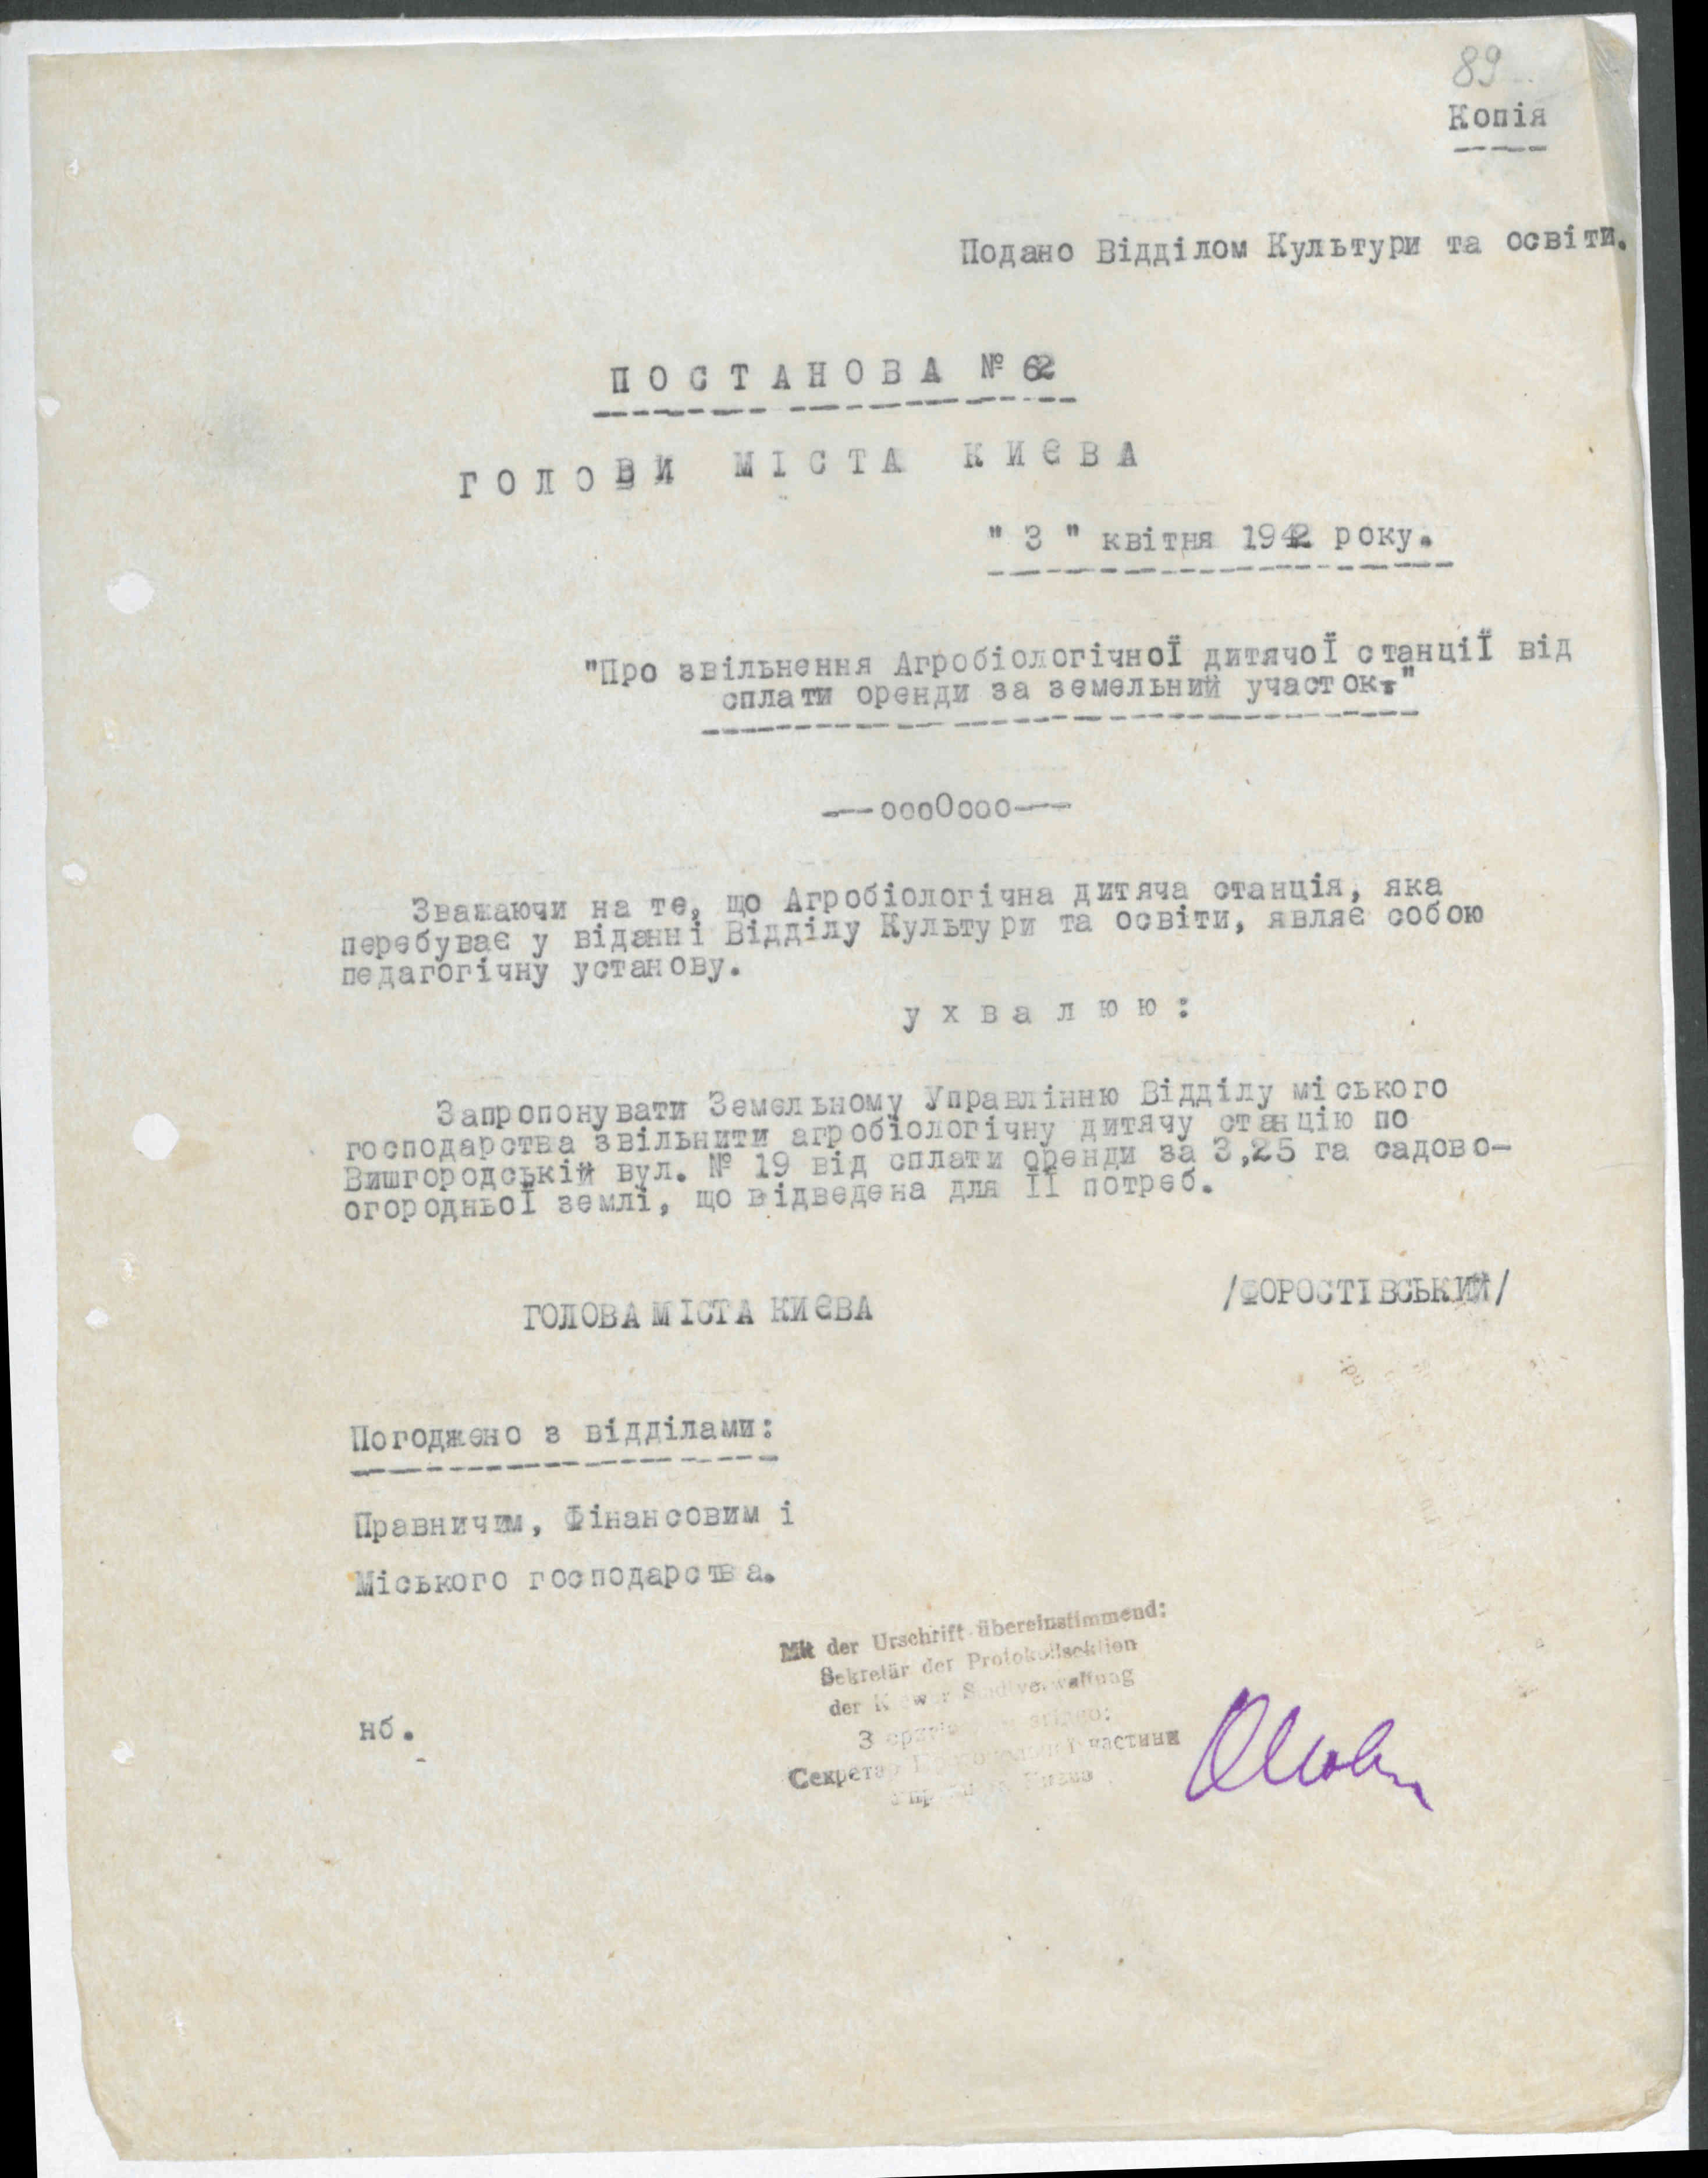 89
Копія
Подано Відділом Культури та освіти.
ПОСТАНОВА № 62
ГОЛОВИ МІСТА КИЄВА
" 3 " квітня 1942 року.
"Про звільнення Агробіологічної дитячої станції від
сплати оренди за земельний участок."
---ооо0ооо---
Зважаючи на те, що Агробіологічна дитяча станція, яка
перебуває у віданні Відділу Культури та освіти, являє собою
педагогічну установу.
ухвалюю:
Запропонувати Земельному Управлінню Відділу міського
господарства звільнити агробіологічну дитячу станцію по
Вишгородській вул. № 19 від сплати оренди за 3,25 га садово-
огородньої землі, що відведена для її потреб.
ГОЛОВА МІСТА КИЄВА /ФОРОСТІВСЬКИЙ/
Погоджено з відділами:
Правничим, Фінансовим і
Міського господарства.
Mit der Urschrift übereinstimmend:
Sekretär der Protokollsektion
der Kiewer Stadtverwaltung
З
Секретар частини
нб.